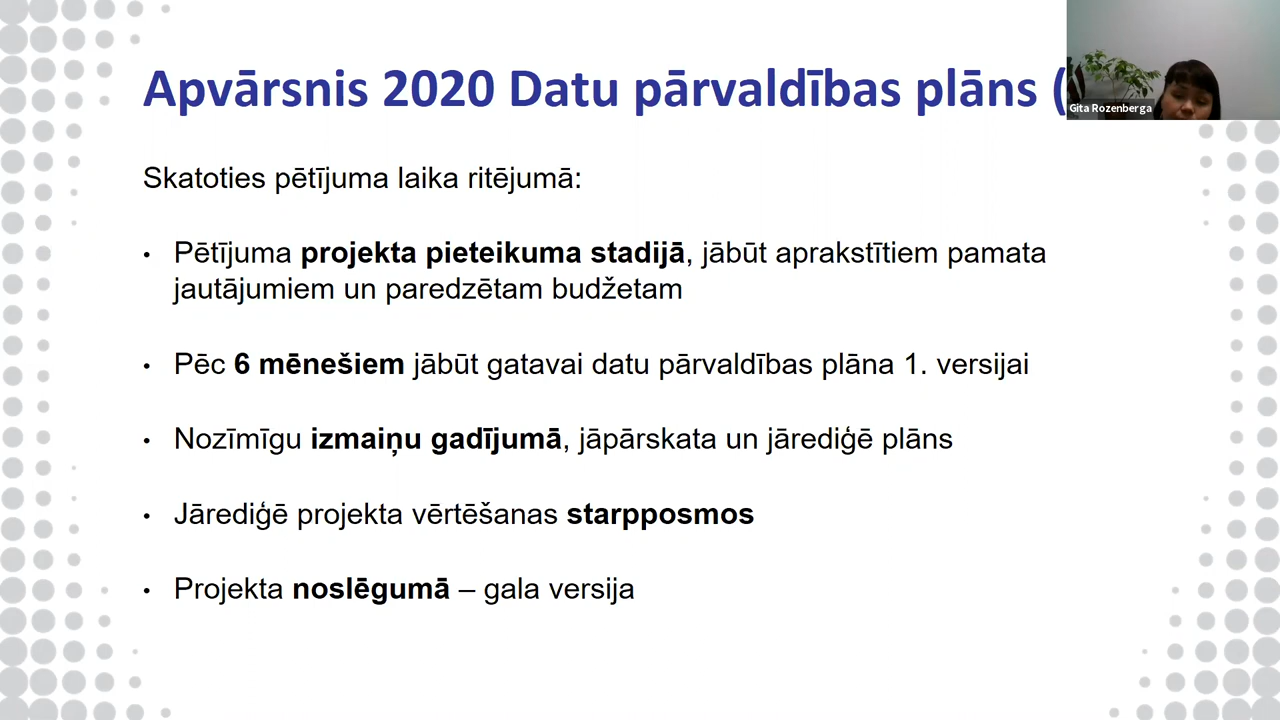 Apvārsnis 2020 Datu pārvaldības plāns (
Gita Rozenberga
Skatoties pētījuma laika ritējumā:
• Pētījuma projekta pieteikuma stadijā, jābūt aprakstītiem pamata
jautājumiem un paredzētam budžetam
• Pēc 6 mēnešiem jābūt gatavai datu pārvaldības plāna 1. versijai
• Nozīmīgu izmaiņu gadījumā, jāpārskata un jārediģē plāns
• Jārediģē projekta vērtēšanas starpposmos
• Projekta noslēgumā – gala versija